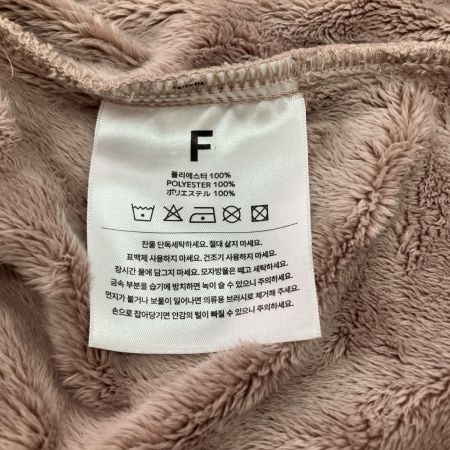 F
폴리에스터 100%
POLYESTER 100%
ポリエステル 100%
찬물 단독세탁하세요. 절대 삶지 마세요.
표백제 사용하지 마세요. 건조기 사용하지 마세요.
장시간 물에 담그지 마세요. 모자방울은 떼고 세탁하세요.
금속 부분을 습기에 방치하면 녹이 슬 수 있으니 주의하세요.
먼지가 붙거나 보풀이 일어나면 의류용 브러시로 제거해 주세요.
손으로 잡아당기면 안감의 털이 빠질 수 있으니 주의하세요.